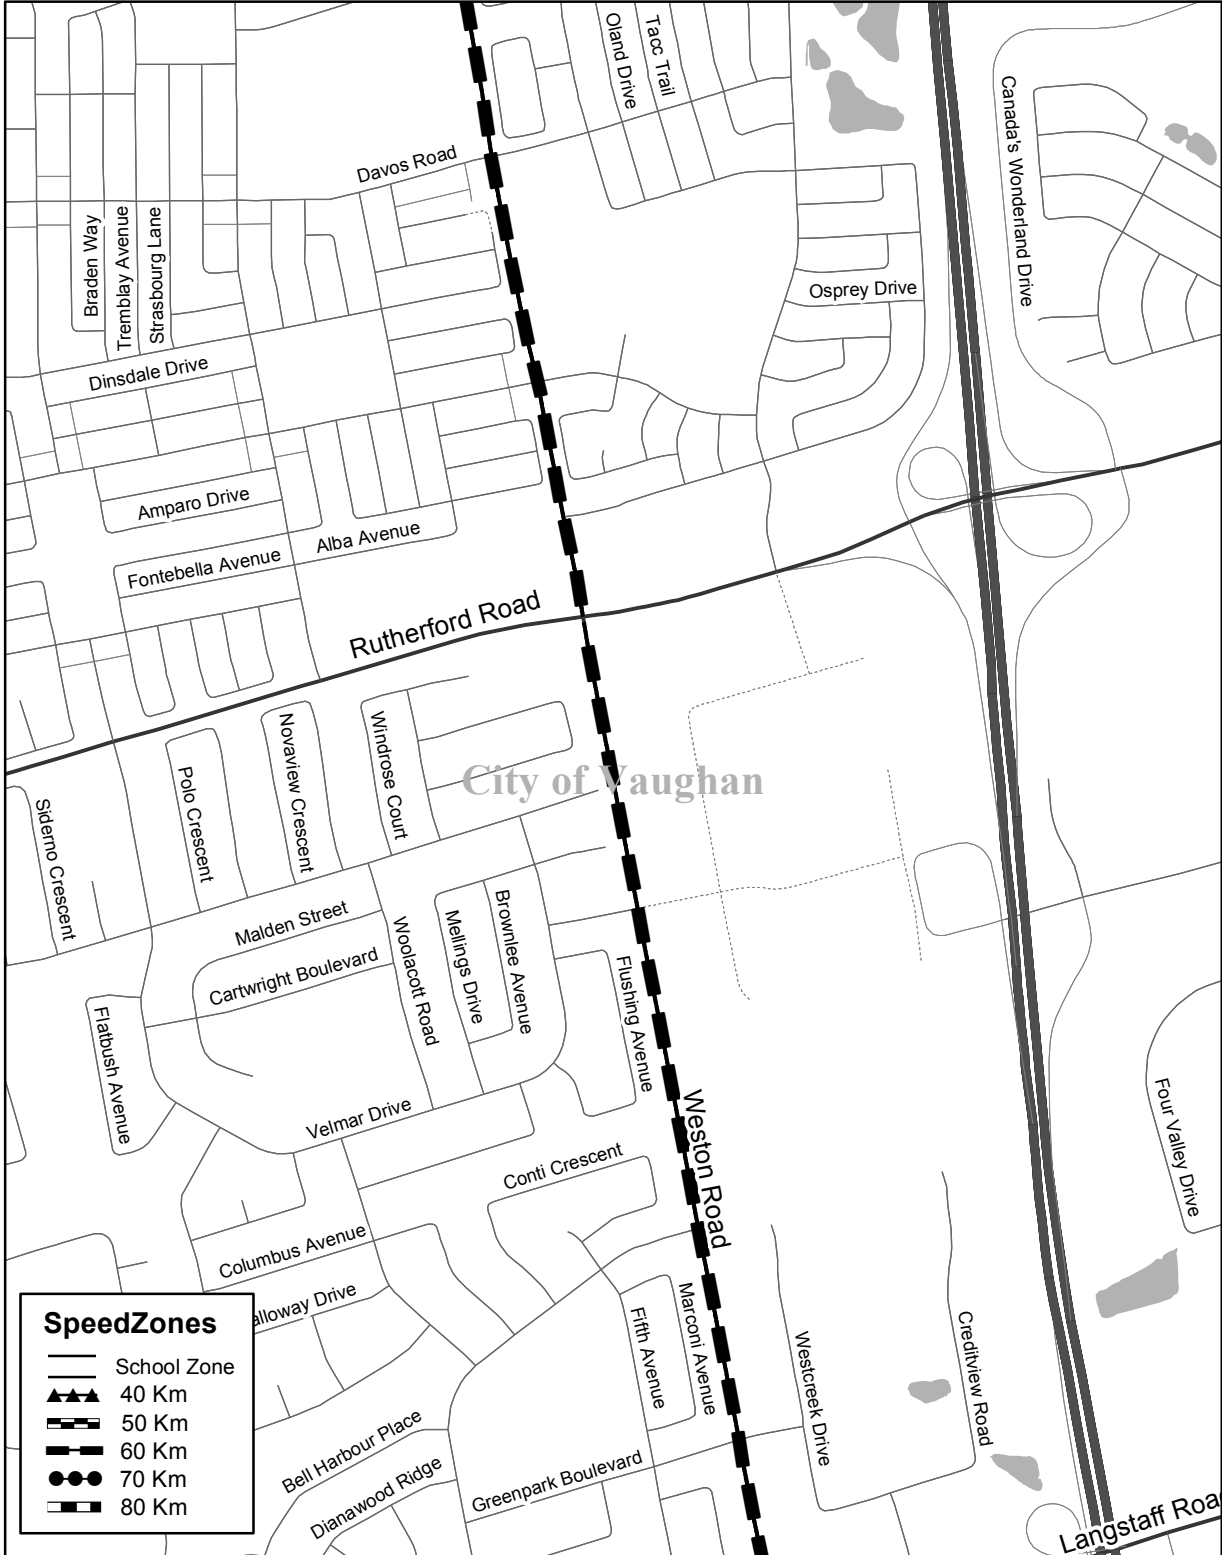 Oland Drive
Tacc Trail
Canada's Wonderland Drive
Davos Road
Braden Way
Tremblay Avenue
Strasbourg Lane
Osprey Drive
Dinsdale Drive
Amparo Drive
Alba Avenue
Fontebella Avenue
Rutherford Road
Novaview Crescent
Windrose Court
Polo Crescent
City of Vaughan
Siderno Crescent
Malden Street
Brownlee Avenue
Mellings Drive
Woolacott Road
Cartwright Boulevard
Flushing Avenue
Flatbush Avenue
Velmar Drive
Weston Road
Four Valley Drive
Conti Crescent
Columbus Avenue
alloway Drive
Marconi Avenue
Fifth Avenue
Westcreek Drive
Creditview Road
SpeedZones
School Zone
40 Km
50 Km
60 Km
70 Km
80 Km
Bell Harbour Place
Dianawood Ridge
Greenpark Boulevard
Langstaff Road